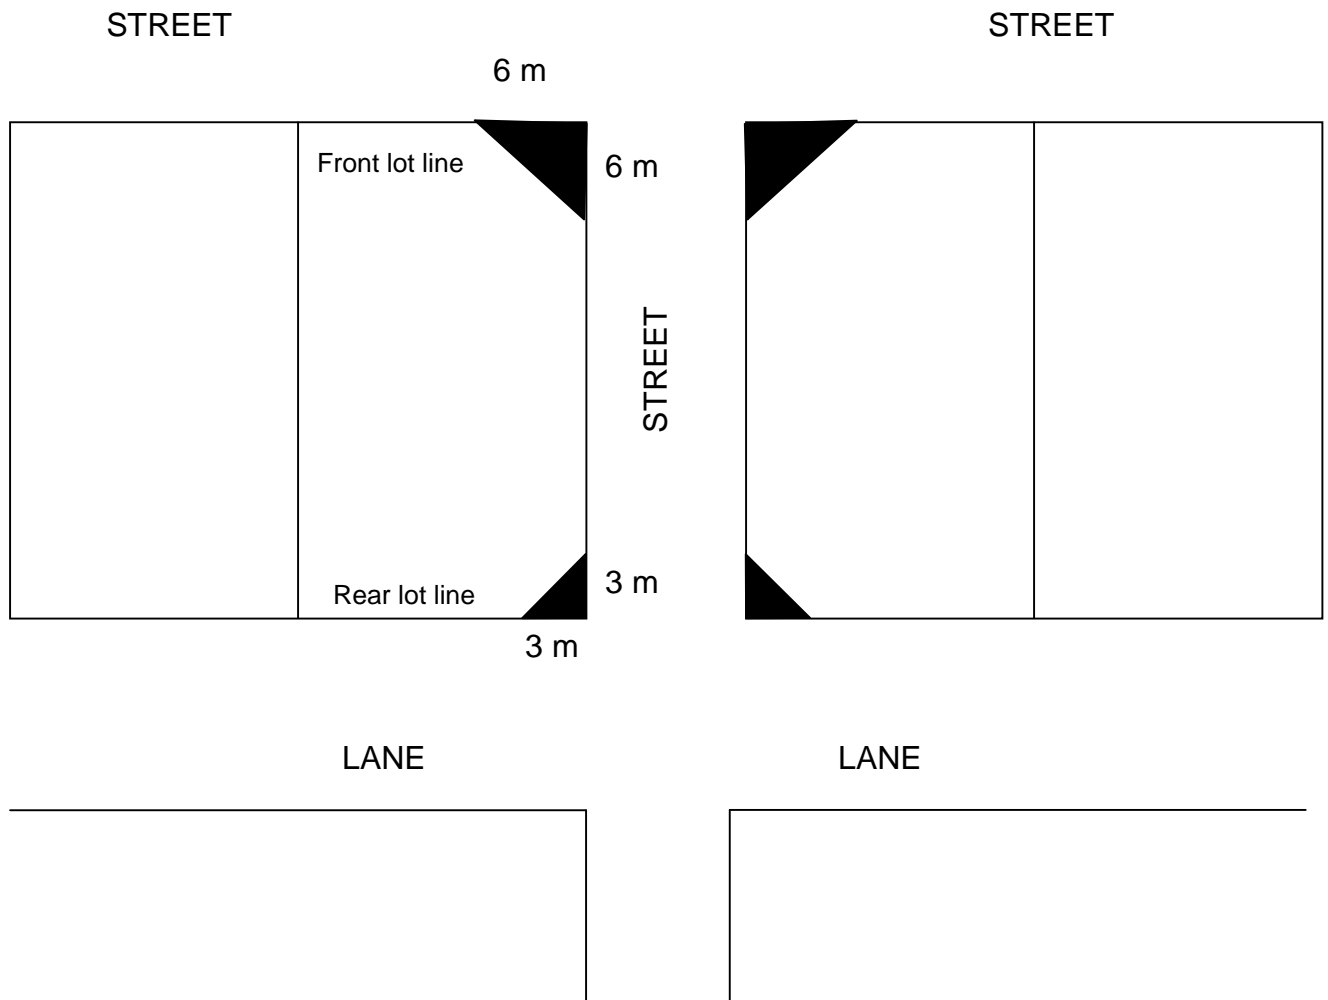 STREET
STREET
6 m
Front lot line
6 m
STREET
Rear lot line
3 m
3 m
LANE
LANE